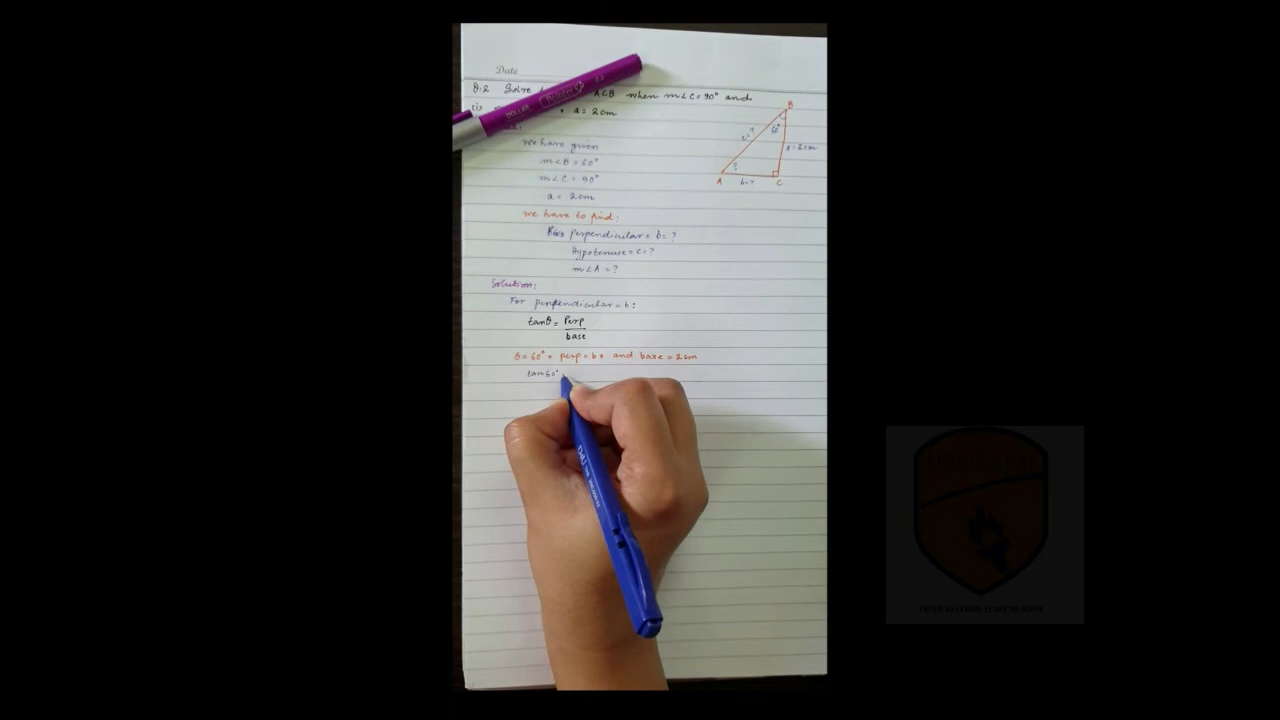 Date
Q.2 Solve ACB when m∠C = 90° and
(i) a = 2cm
We have given
m∠B = 60°
m∠C = 90°
a = 2cm
We have to find:
perpendicular = b = ?
Hypotenuse = c = ?
m∠A = ?
Solution:
For perpendicular = b:
tanθ = Perp
base
θ = 60°, perp = b, and base = 2cm
tan60°
B
60°
c = ?
a = 2cm
?
A
b = ?
C
DOLLAR